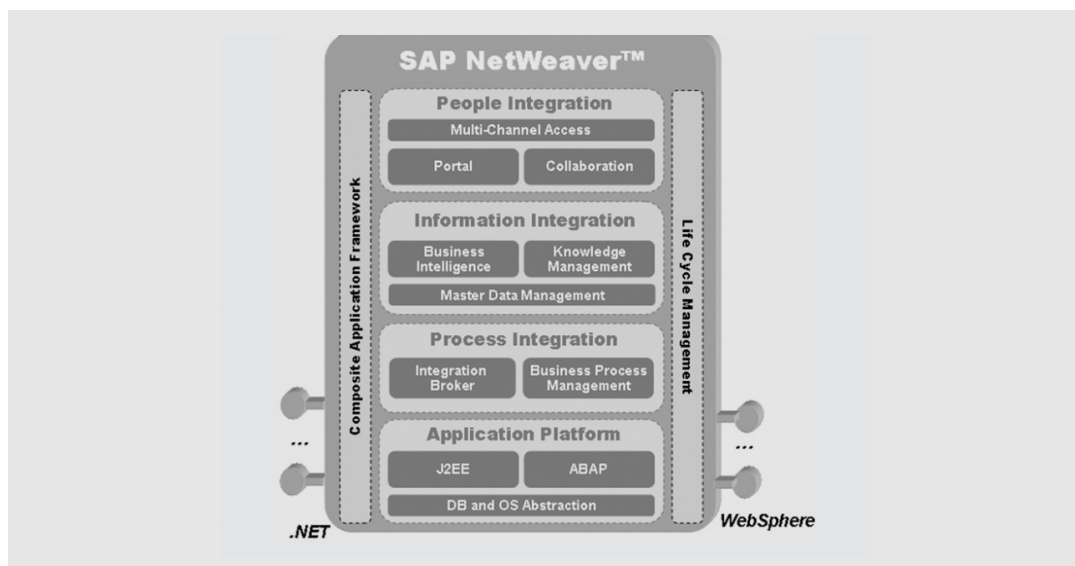 SAP NetWeaver™
People Integration
Multi-Channel Access
Portal
Collaboration
Information Integration
Business
Intelligence
Knowledge
Management
Master Data Management
Process Integration
Integration
Broker
Business Process
Management
Application Platform
J2EE
ABAP
DB and OS Abstraction
Composite Application Framework
Life Cycle Management
...
.NET
...
WebSphere